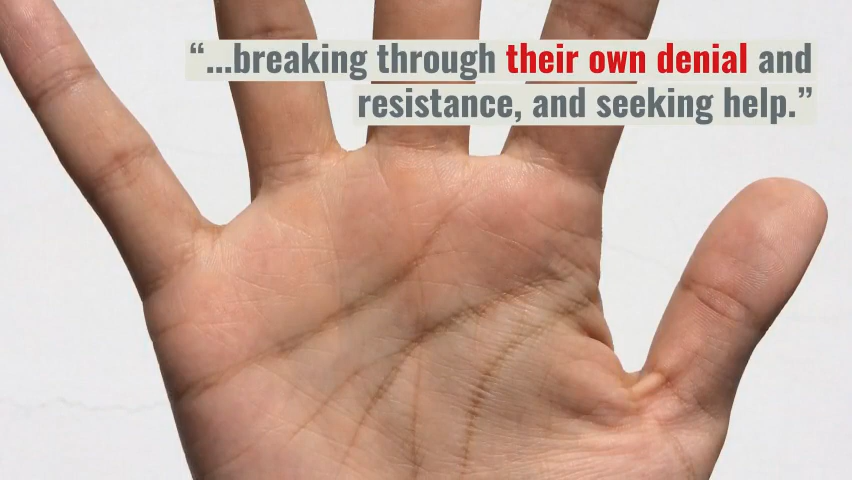 “...breaking through their own denial and
resistance, and seeking help.”